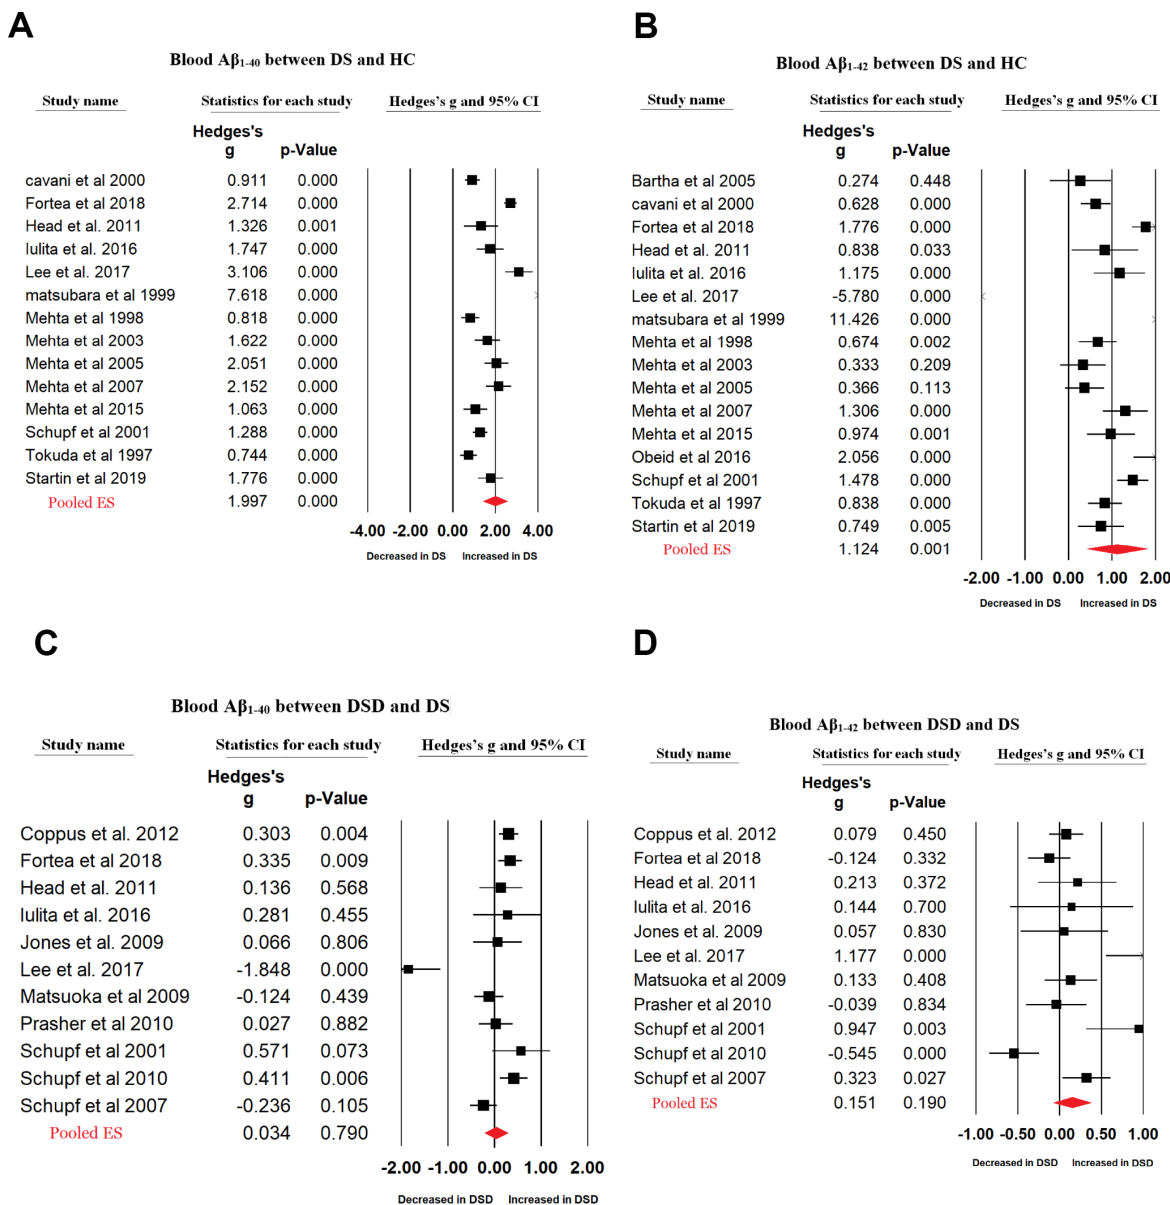 A
Blood Aβ1-40 between DS and HC
Study name Statistics for each study Hedges's g and 95% CI
Hedges's
g p-Value
cavani et al 2000 0.911 0.000
Fortea et al 2018 2.714 0.000
Head et al. 2011 1.326 0.001
Iulita et al. 2016 1.747 0.000
Lee et al. 2017 3.106 0.000
matsubara et al 1999 7.618 0.000
Mehta et al 1998 0.818 0.000
Mehta et al 2003 1.622 0.000
Mehta et al 2005 2.051 0.000
Mehta et al 2007 2.152 0.000
Mehta et al 2015 1.063 0.000
Schupf et al 2001 1.288 0.000
Tokuda et al 1997 0.744 0.000
Startin et al 2019 1.776 0.000
Pooled ES 1.997 0.000
-4.00 -2.00 0.00 2.00 4.00
Decreased in DS Increased in DS
B
Blood Aβ1-42 between DS and HC
Study name Statistics for each study Hedges's g and 95% CI
Hedges's
g p-Value
Bartha et al 2005 0.274 0.448
cavani et al 2000 0.628 0.000
Fortea et al 2018 1.776 0.000
Head et al. 2011 0.838 0.033
Iulita et al. 2016 1.175 0.000
Lee et al. 2017 -5.780 0.000
matsubara et al 1999 11.426 0.000
Mehta et al 1998 0.674 0.002
Mehta et al 2003 0.333 0.209
Mehta et al 2005 0.366 0.113
Mehta et al 2007 1.306 0.000
Mehta et al 2015 0.974 0.001
Obeid et al 2016 2.056 0.000
Schupf et al 2001 1.478 0.000
Tokuda et al 1997 0.838 0.000
Startin et al 2019 0.749 0.005
Pooled ES 1.124 0.001
-2.00 -1.00 0.00 1.00 2.00
Decreased in DS Increased in DS
C
Blood Aβ1-40 between DSD and DS
Study name Statistics for each study Hedges's g and 95% CI
Hedges's
g p-Value
Coppus et al. 2012 0.303 0.004
Fortea et al 2018 0.335 0.009
Head et al. 2011 0.136 0.568
Iulita et al. 2016 0.281 0.455
Jones et al. 2009 0.066 0.806
Lee et al. 2017 -1.848 0.000
Matsuoka et al 2009 -0.124 0.439
Prasher et al 2010 0.027 0.882
Schupf et al 2001 0.571 0.073
Schupf et al 2010 0.411 0.006
Schupf et al 2007 -0.236 0.105
Pooled ES 0.034 0.790
-2.00 -1.00 0.00 1.00 2.00
Decreased in DSD Increased in DSD
D
Blood Aβ1-42 between DSD and DS
Study name Statistics for each study Hedges's g and 95% CI
Hedges's
g p-Value
Coppus et al. 2012 0.079 0.450
Fortea et al 2018 -0.124 0.332
Head et al. 2011 0.213 0.372
Iulita et al. 2016 0.144 0.700
Jones et al. 2009 0.057 0.830
Lee et al. 2017 1.177 0.000
Matsuoka et al 2009 0.133 0.408
Prasher et al 2010 -0.039 0.834
Schupf et al 2001 0.947 0.003
Schupf et al 2010 -0.545 0.000
Schupf et al 2007 0.323 0.027
Pooled ES 0.151 0.190
-1.00 -0.50 0.00 0.50 1.00
Decreased in DSD Increased in DSD